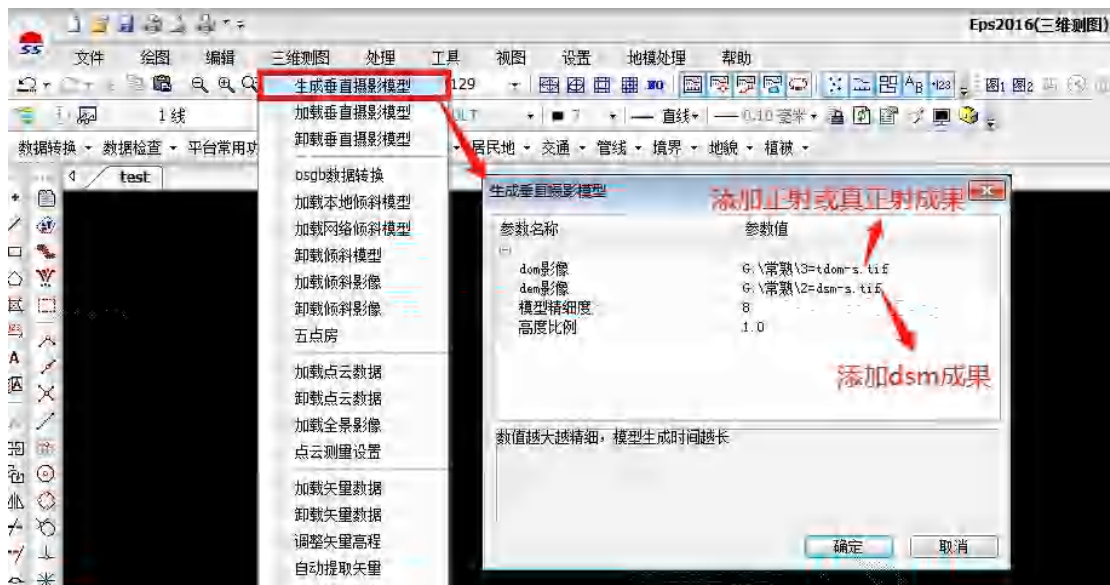 Eps2016(三维测图)
SS
文件 绘图 编辑 三维测图 处理 工具 视图 设置 地模处理 帮助
129
图1 图2
1线
7
直线
0.10 毫米
数据转换 数据检查 平台常用功
居民地 交通 管线 境界 地貌 植被
test
生成垂直摄影模型
加载垂直摄影模型
卸载垂直摄影模型
osgb数据转换
加载本地倾斜模型
加载网络倾斜模型
卸载倾斜模型
加载倾斜影像
卸载倾斜影像
五点房
加载点云数据
卸载点云数据
加载全景影像
点云测量设置
加载矢量数据
卸载矢量数据
调整矢量高程
自动提取矢量
生成垂直摄影模型
添加正射或真正射成果
参数名称 参数值
dom影像 G:\常熟\3=tdom-s.tif
dem影像 G:\常熟\2=dsm-s.tif
模型精细度 8
高度比例 1.0
添加dsm成果
数值越大越精细,模型生成时间越长
确定 取消